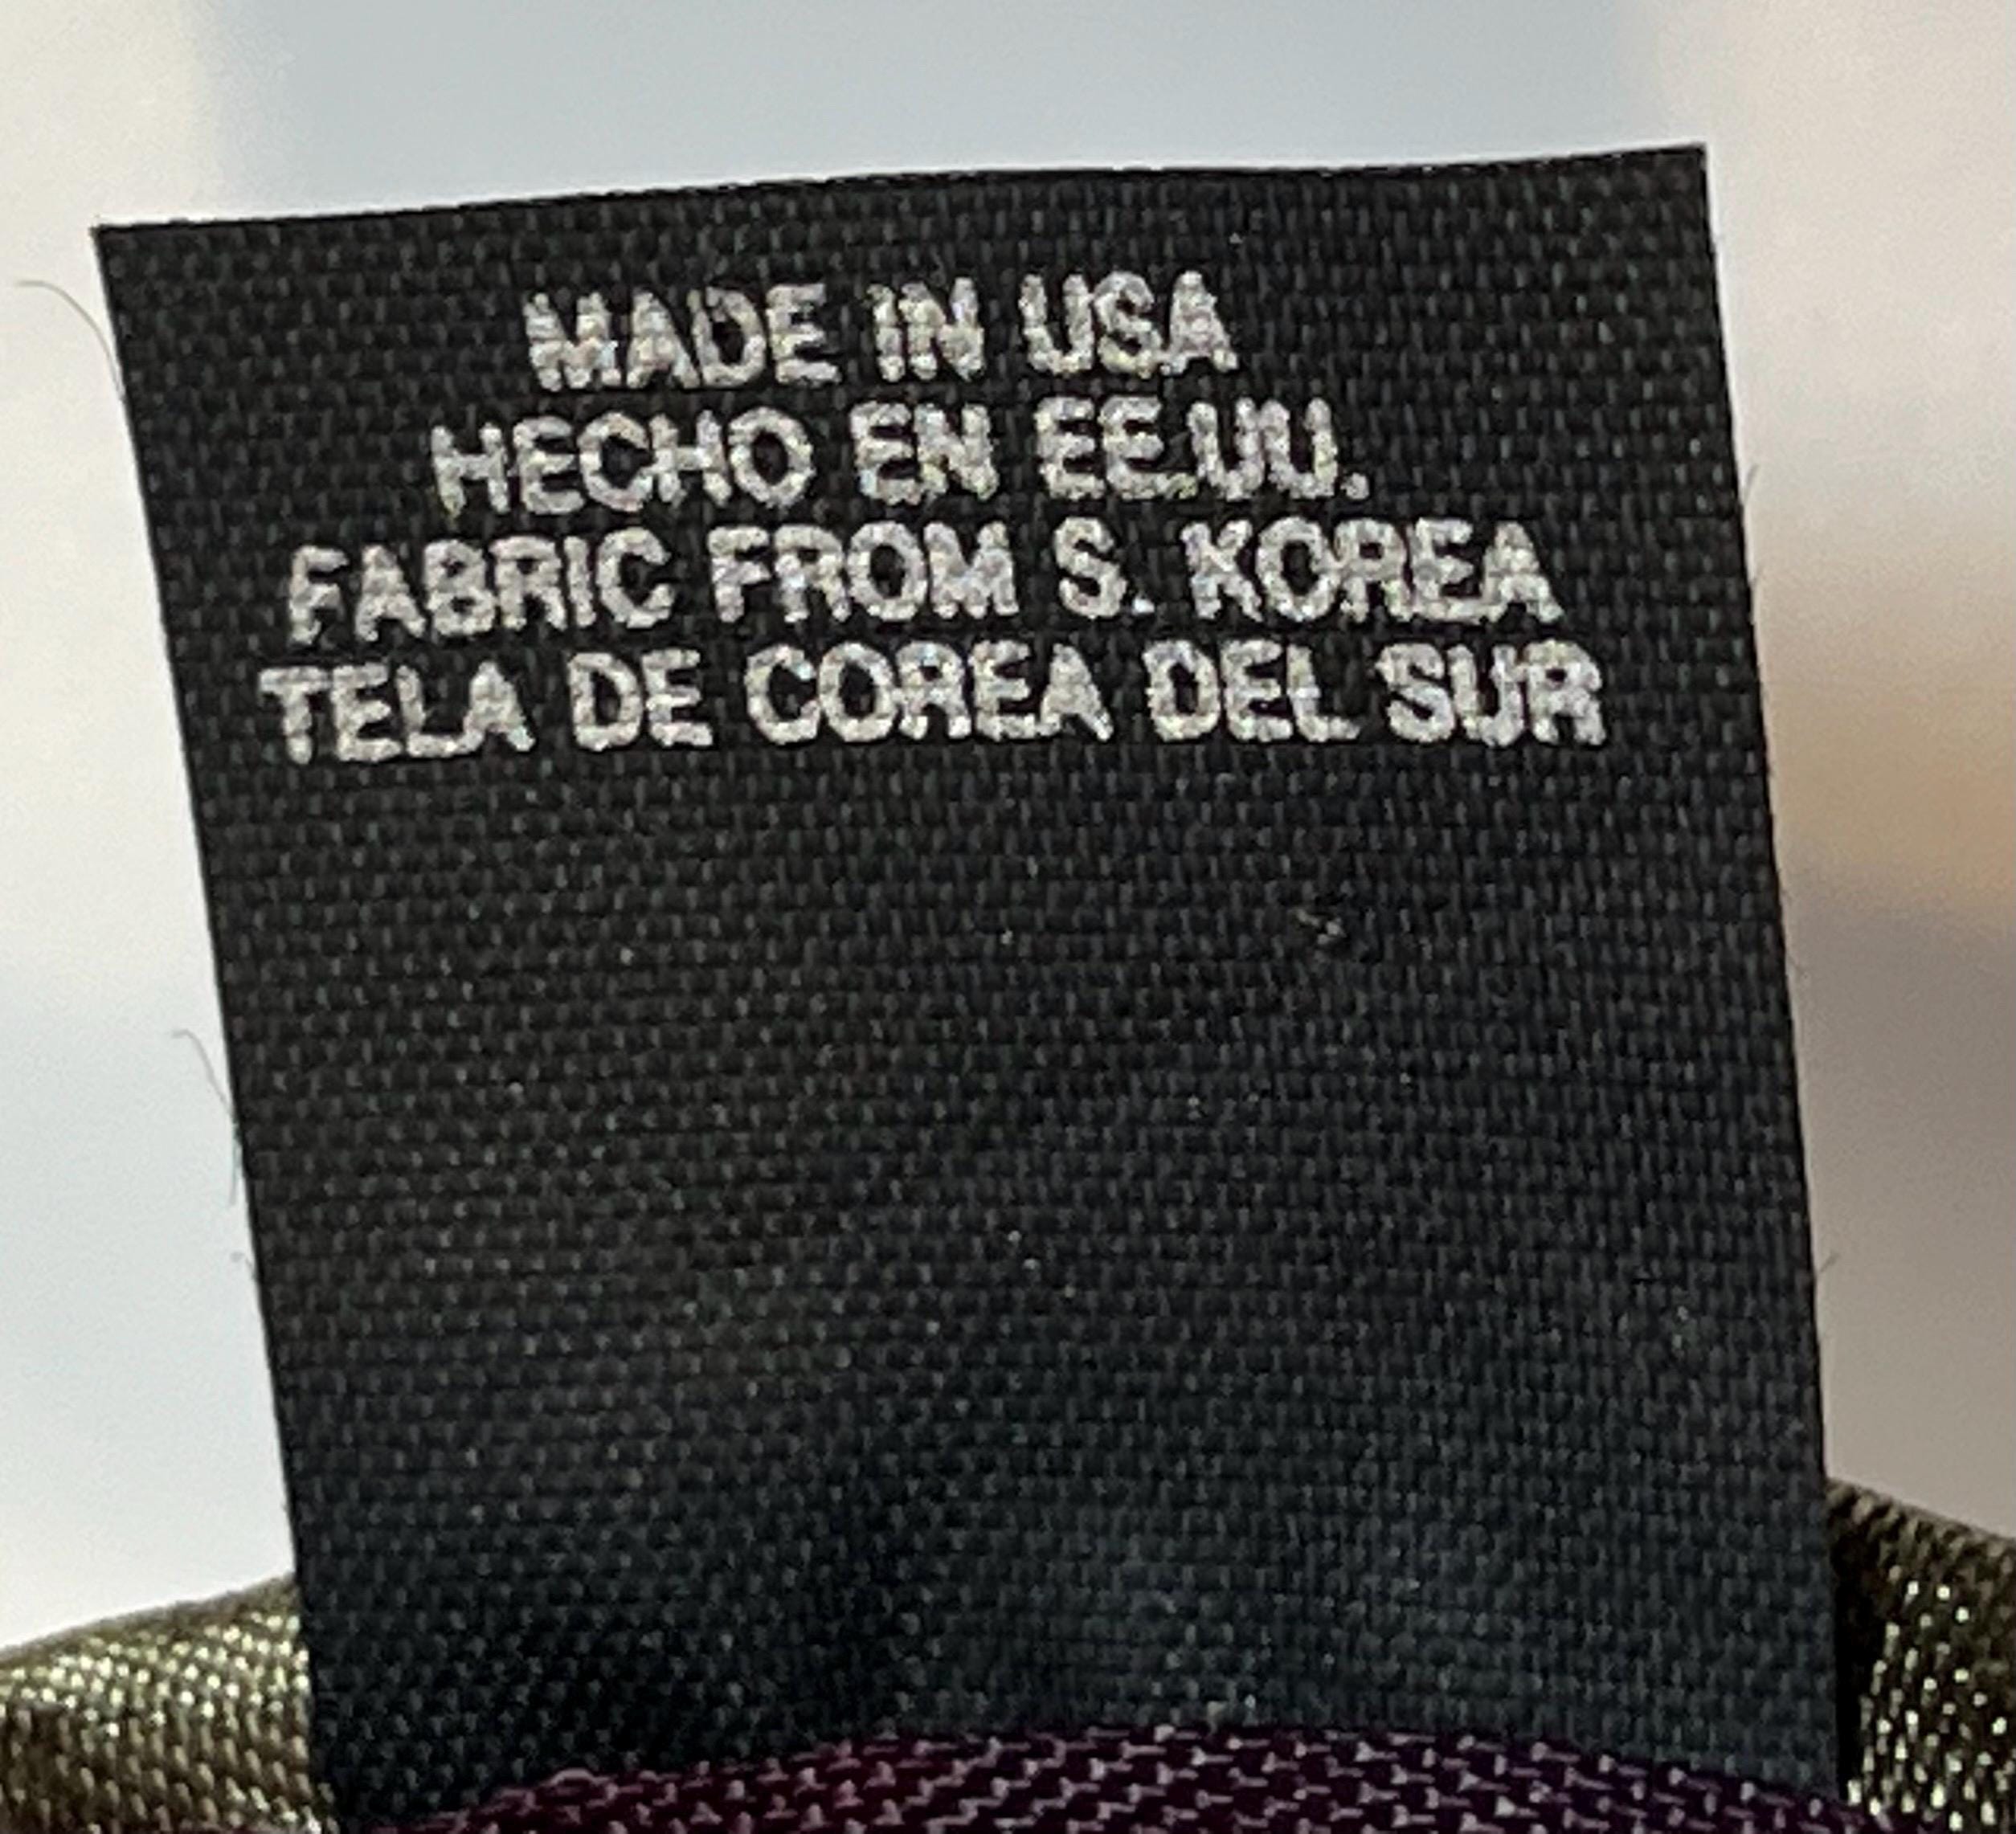 MADE IN USA
HECHO EN EE.UU.
FABRIC FROM S. KOREA
TELA DE COREA DEL SUR